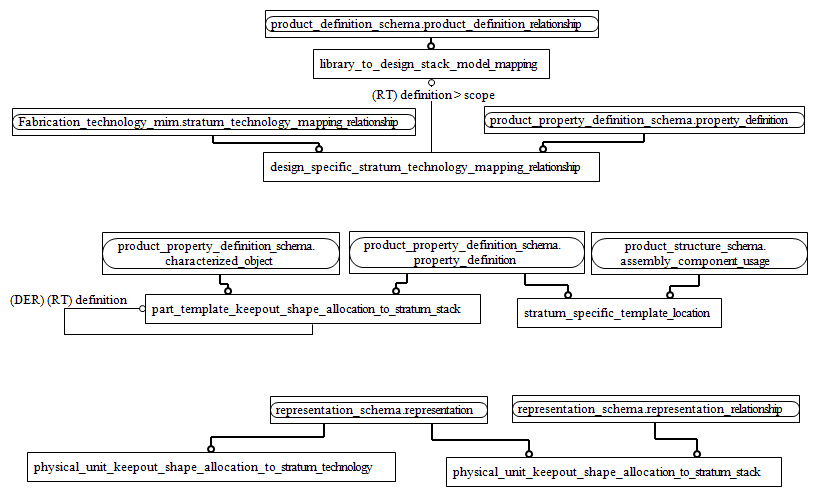 product_definition_schema.product_definition_relationship
library_to_design_stack_model_mapping
(RT) definition > scope
Fabrication_technology_mim.stratum_technology_mapping_relationship
product_property_definition_schema.property_definition
design_specific_stratum_technology_mapping_relationship
product_property_definition_schema.
characterized_object
product_property_definition_schema.
property_definition
product_structure_schema.
assembly_component_usage
(DER) (RT) definition
part_template_keepout_shape_allocation_to_stratum_stack
stratum_specific_template_location
representation_schema.representation
representation_schema.representation_relationship
physical_unit_keepout_shape_allocation_to_stratum_technology
physical_unit_keepout_shape_allocation_to_stratum_stack